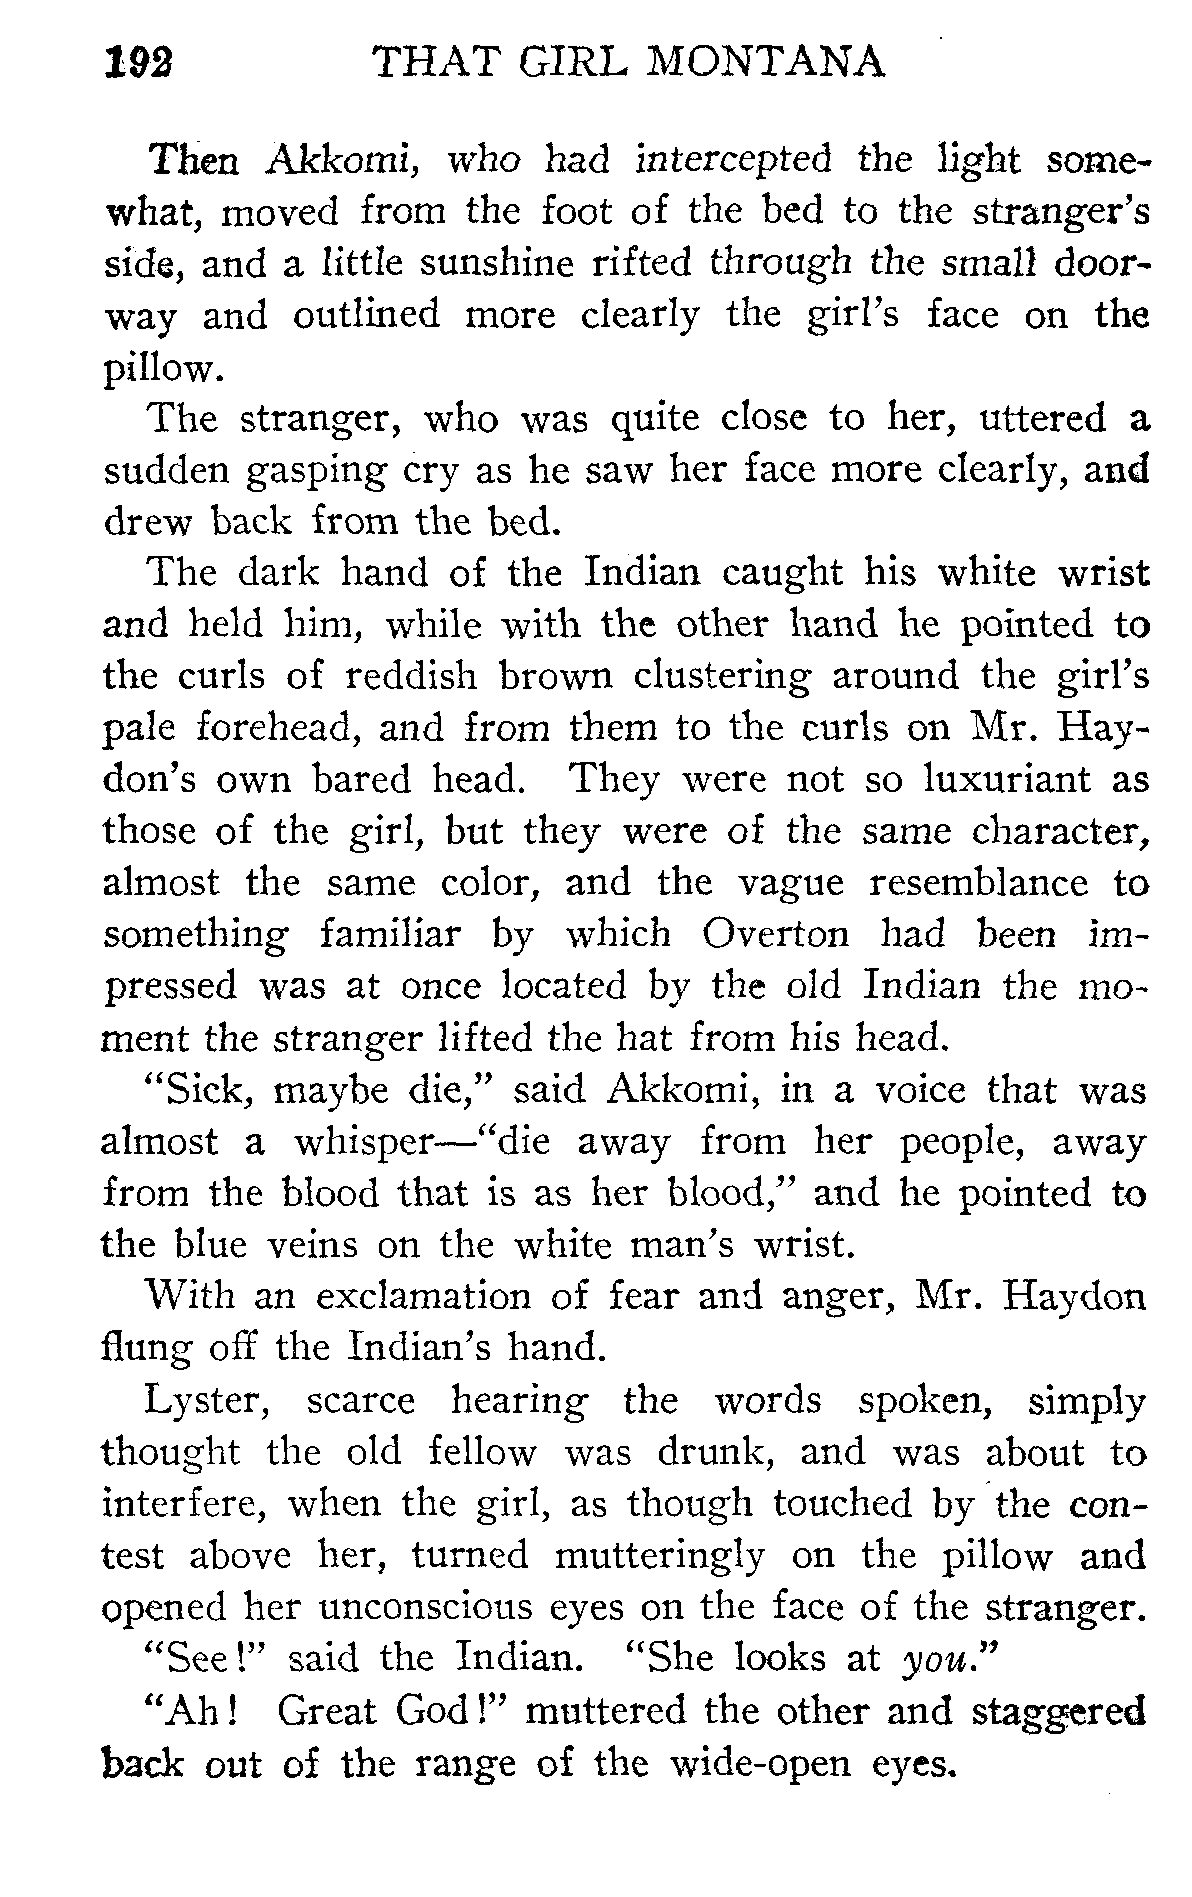 192 THAT GIRL MONTANA
Then Akkomi, who had intercepted the light some-
what, moved from the foot of the bed to the stranger's
side, and a little sunshine rifted through the small door-
way and outlined more clearly the girl's face on the
pillow.
The stranger, who was quite close to her, uttered a
sudden gasping cry as he saw her face more clearly, and
drew back from the bed.
The dark hand of the Indian caught his white wrist
and held him, while with the other hand he pointed to
the curls of reddish brown clustering around the girl's
pale forehead, and from them to the curls on Mr. Hay-
don's own bared head. They were not so luxuriant as
those of the girl, but they were of the same character,
almost the same color, and the vague resemblance to
something familiar by which Overton had been im-
pressed was at once located by the old Indian the mo-
ment the stranger lifted the hat from his head.
“Sick, maybe die,” said Akkomi, in a voice that was
almost a whisper—“die away from her people, away
from the blood that is as her blood,” and he pointed to
the blue veins on the white man's wrist.
With an exclamation of fear and anger, Mr. Haydon
flung off the Indian's hand.
Lyster, scarce hearing the words spoken, simply
thought the old fellow was drunk, and was about to
interfere, when the girl, as though touched by the con-
test above her, turned mutteringly on the pillow and
opened her unconscious eyes on the face of the stranger.
“See!” said the Indian. “She looks at you.”
“Ah! Great God!” muttered the other and staggered
back out of the range of the wide-open eyes.